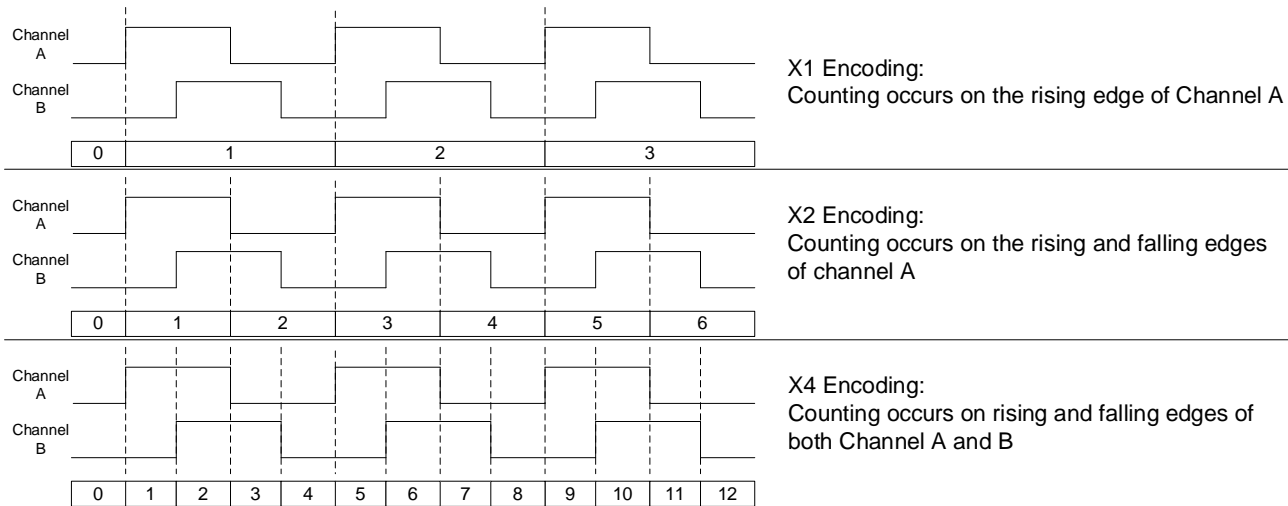 Channel
A
Channel
B
0 1 2 3
X1 Encoding:
Counting occurs on the rising edge of Channel A
Channel
A
Channel
B
0 1 2 3 4 5 6
X2 Encoding:
Counting occurs on the rising and falling edges
of channel A
Channel
A
Channel
B
0 1 2 3 4 5 6 7 8 9 10 11 12
X4 Encoding:
Counting occurs on rising and falling edges of
both Channel A and B